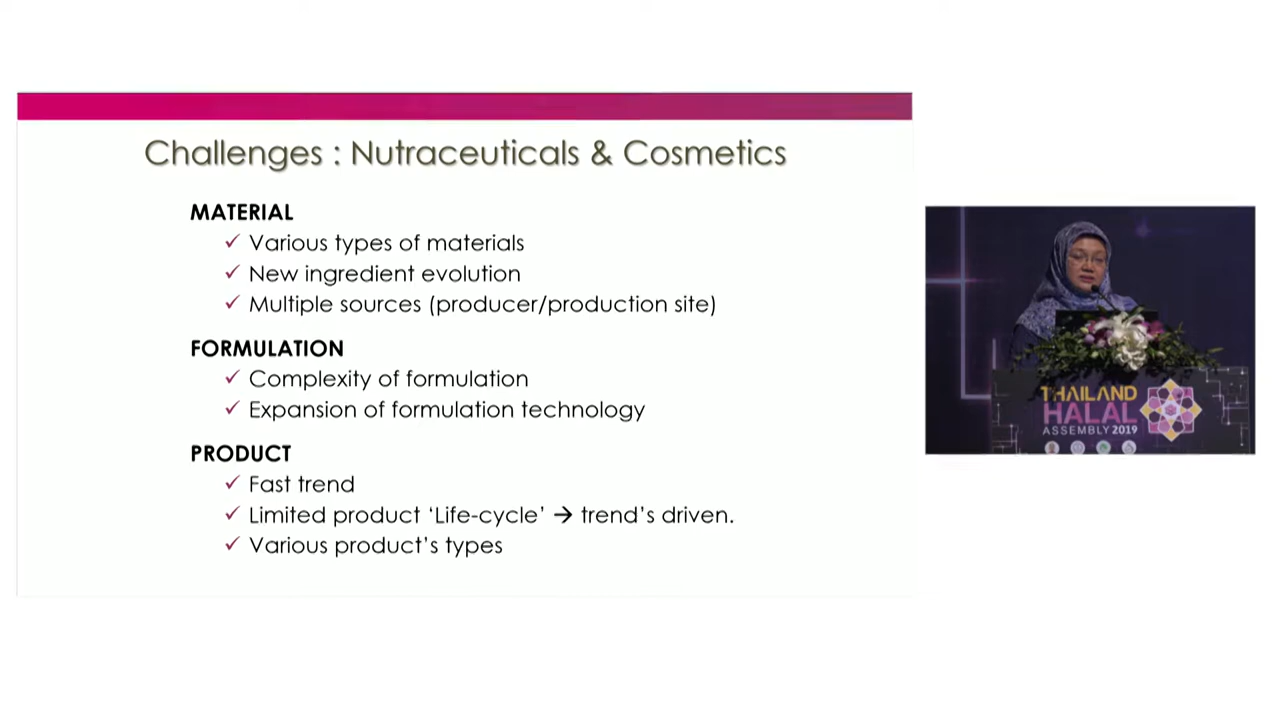 Challenges : Nutraceuticals & Cosmetics
MATERIAL
✓ Various types of materials
✓ New ingredient evolution
✓ Multiple sources (producer/production site)
FORMULATION
✓ Complexity of formulation
✓ Expansion of formulation technology
PRODUCT
✓ Fast trend
✓ Limited product ‘Life-cycle’ → trend’s driven.
✓ Various product’s types
THAILAND
HALAL
ASSEMBLY 2019